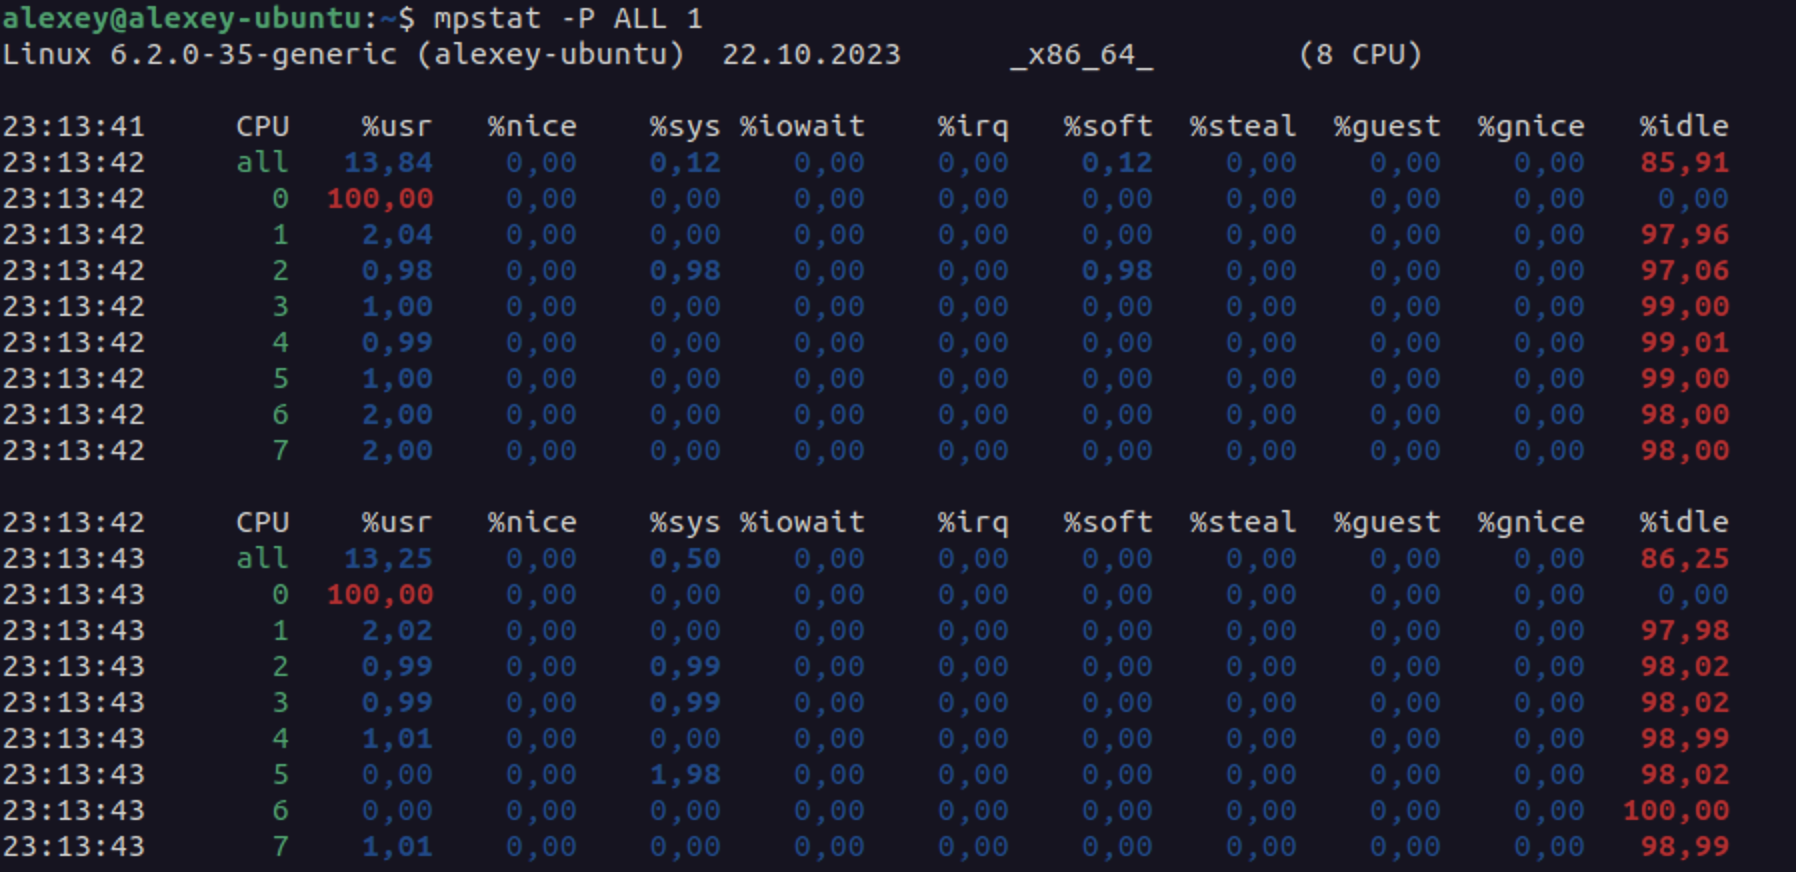 alexey@alexey-ubuntu:~$ mpstat -P ALL 1
Linux 6.2.0-35-generic (alexey-ubuntu) 22.10.2023 _x86_64_ (8 CPU)
23:13:41 CPU %usr %nice %sys %iowait %irq %soft %steal %guest %gnice %idle
23:13:42 all 13,84 0,00 0,12 0,00 0,00 0,12 0,00 0,00 0,00 85,91
23:13:42 0 100,00 0,00 0,00 0,00 0,00 0,00 0,00 0,00 0,00 0,00
23:13:42 1 2,04 0,00 0,00 0,00 0,00 0,00 0,00 0,00 0,00 97,96
23:13:42 2 0,98 0,00 0,98 0,00 0,00 0,98 0,00 0,00 0,00 97,06
23:13:42 3 1,00 0,00 0,00 0,00 0,00 0,00 0,00 0,00 0,00 99,00
23:13:42 4 0,99 0,00 0,00 0,00 0,00 0,00 0,00 0,00 0,00 99,01
23:13:42 5 1,00 0,00 0,00 0,00 0,00 0,00 0,00 0,00 0,00 99,00
23:13:42 6 2,00 0,00 0,00 0,00 0,00 0,00 0,00 0,00 0,00 98,00
23:13:42 7 2,00 0,00 0,00 0,00 0,00 0,00 0,00 0,00 0,00 98,00
23:13:42 CPU %usr %nice %sys %iowait %irq %soft %steal %guest %gnice %idle
23:13:43 all 13,25 0,00 0,50 0,00 0,00 0,00 0,00 0,00 0,00 86,25
23:13:43 0 100,00 0,00 0,00 0,00 0,00 0,00 0,00 0,00 0,00 0,00
23:13:43 1 2,02 0,00 0,00 0,00 0,00 0,00 0,00 0,00 0,00 97,98
23:13:43 2 0,99 0,00 0,99 0,00 0,00 0,00 0,00 0,00 0,00 98,02
23:13:43 3 0,99 0,00 0,99 0,00 0,00 0,00 0,00 0,00 0,00 98,02
23:13:43 4 1,01 0,00 0,00 0,00 0,00 0,00 0,00 0,00 0,00 98,99
23:13:43 5 0,00 0,00 1,98 0,00 0,00 0,00 0,00 0,00 0,00 98,02
23:13:43 6 0,00 0,00 0,00 0,00 0,00 0,00 0,00 0,00 0,00 100,00
23:13:43 7 1,01 0,00 0,00 0,00 0,00 0,00 0,00 0,00 0,00 98,99